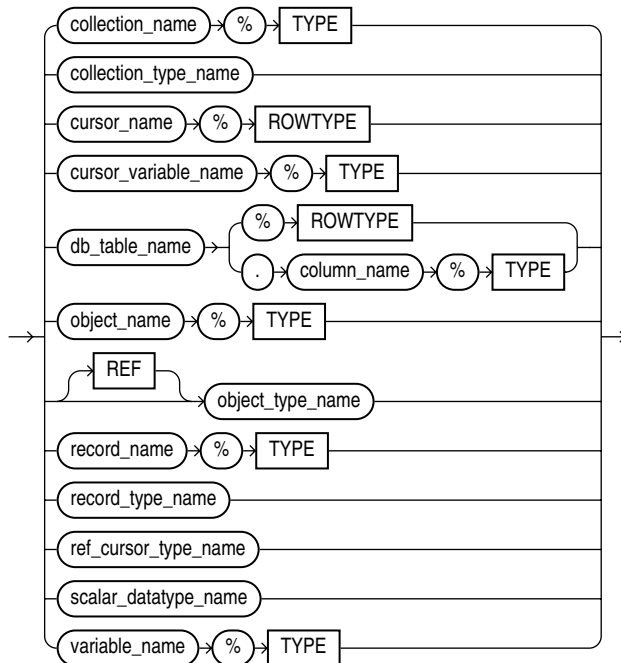 collection_name % TYPE
collection_type_name
cursor_name % ROWTYPE
cursor_variable_name % TYPE
% ROWTYPE
db_table_name
. column_name % TYPE
object_name % TYPE
REF
object_type_name
record_name % TYPE
record_type_name
ref_cursor_type_name
scalar_datatype_name
variable_name % TYPE